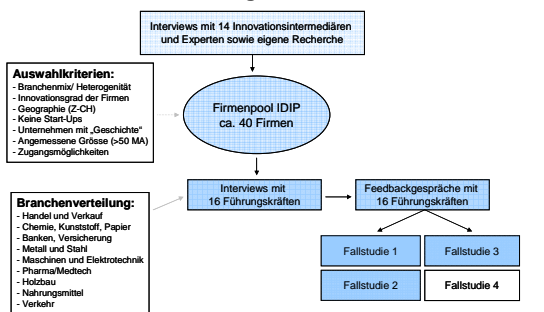 Interviews mit 14 Innovationsintermediären
und Experten sowie eigene Recherche
Auswahlkriterien:
- Branchenmix/ Heterogenität
- Innovationsgrad der Firmen
- Geographie (Z-CH)
- Keine Start-Ups
- Unternehmen mit „Geschichte“
- Angemessene Grösse (>50 MA)
- Zugangsmöglichkeiten
Firmenpool IDIP
ca. 40 Firmen
Branchenverteilung:
- Handel und Verkauf
- Chemie, Kunststoff, Papier
- Banken, Versicherung
- Metall und Stahl
- Maschinen und Elektrotechnik
- Pharma/Medtech
- Holzbau
- Nahrungsmittel
- Verkehr
Interviews mit
16 Führungskräften
Feedbackgespräche mit
16 Führungskräften
Fallstudie 1
Fallstudie 3
Fallstudie 2
Fallstudie 4